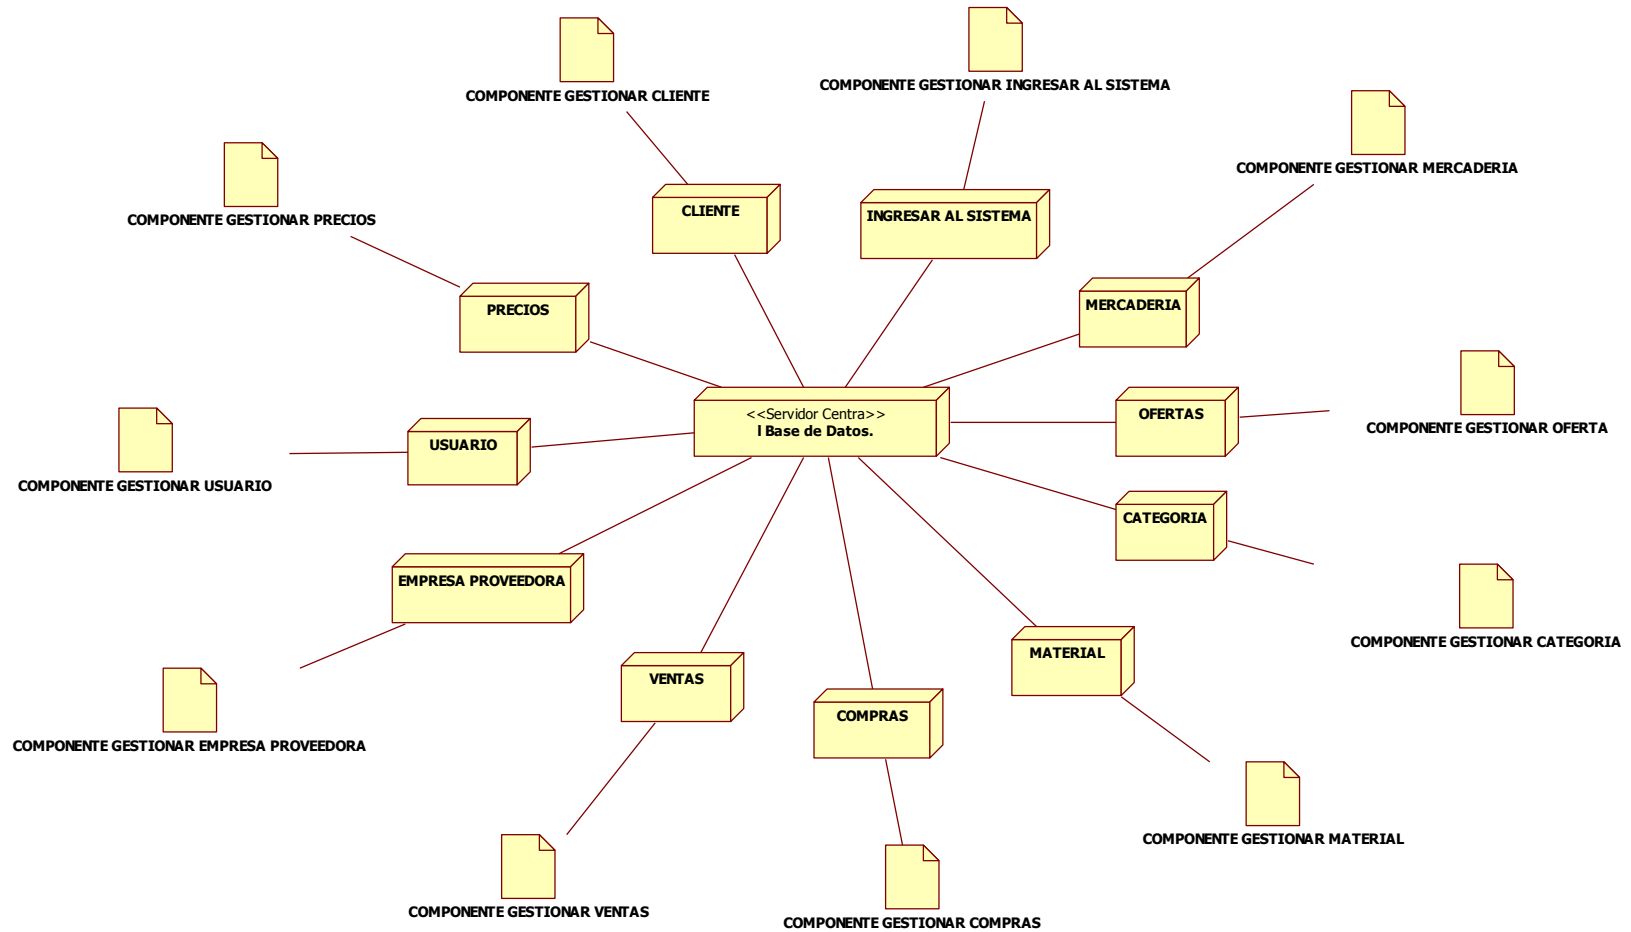 COMPONENTE GESTIONAR CLIENTE
COMPONENTE GESTIONAR INGRESAR AL SISTEMA
COMPONENTE GESTIONAR MERCADERIA
COMPONENTE GESTIONAR PRECIOS
CLIENTE
INGRESAR AL SISTEMA
MERCADERIA
PRECIOS
<<Servidor Centra>>
l Base de Datos.
OFERTAS
COMPONENTE GESTIONAR OFERTA
USUARIO
COMPONENTE GESTIONAR USUARIO
CATEGORIA
EMPRESA PROVEEDORA
COMPONENTE GESTIONAR CATEGORIA
MATERIAL
VENTAS
COMPRAS
COMPONENTE GESTIONAR EMPRESA PROVEEDORA
COMPONENTE GESTIONAR MATERIAL
COMPONENTE GESTIONAR VENTAS
COMPONENTE GESTIONAR COMPRAS